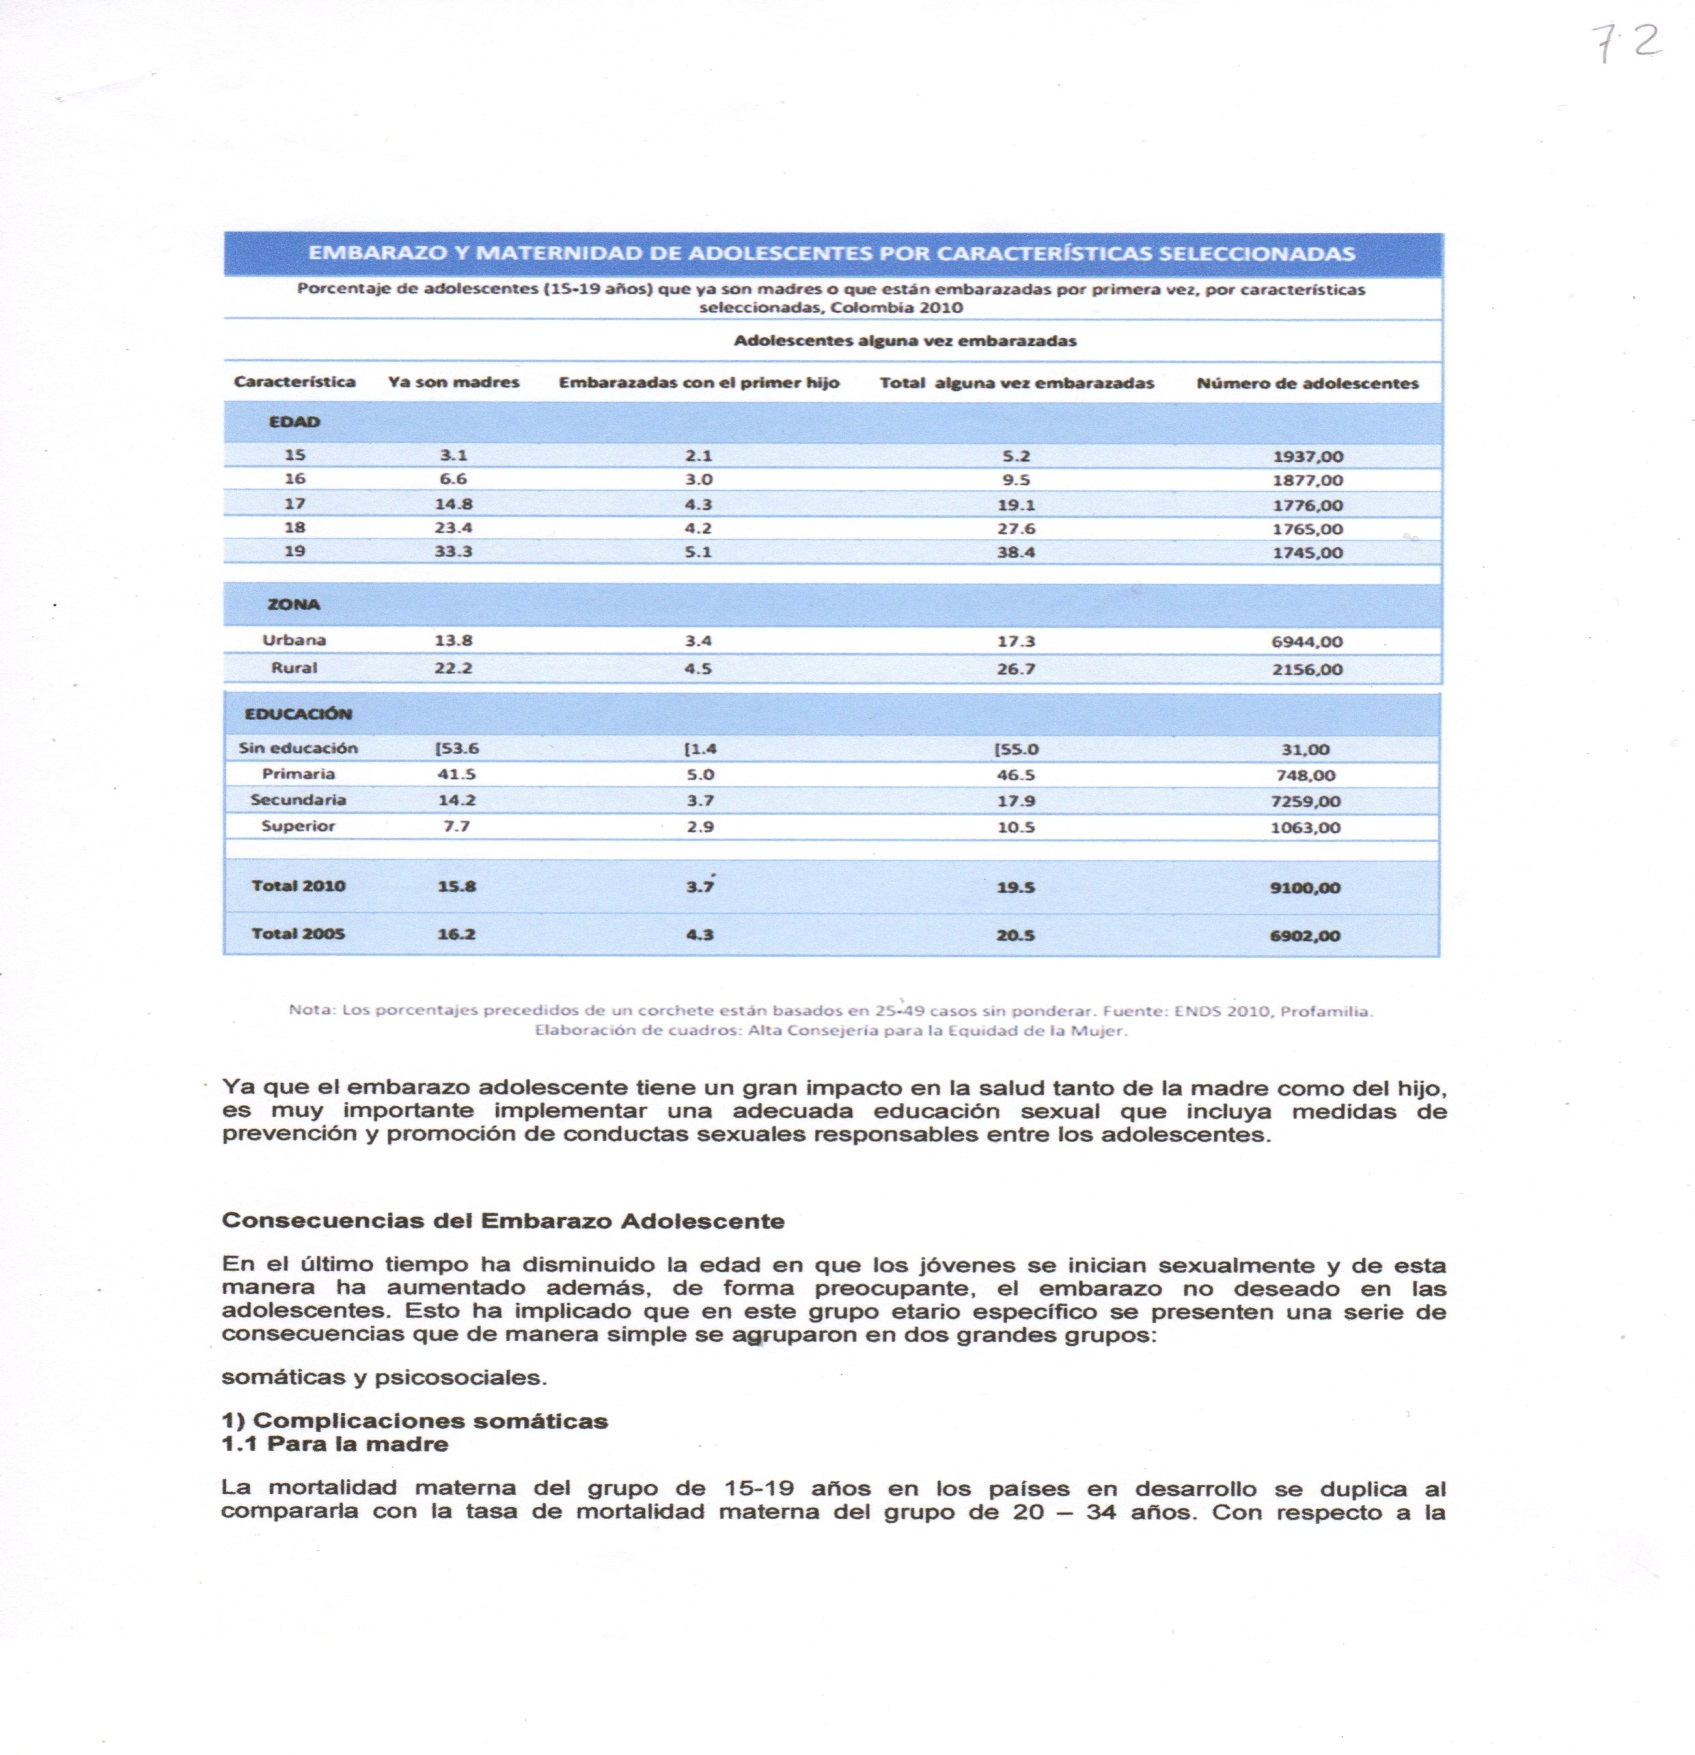 7.2
EMBARAZO Y MATERNIDAD DE ADOLESCENTES POR CARACTERÍSTICAS SELECCIONADAS
Porcentaje de adolescentes (15-19 años) que ya son madres o que están embarazadas por primera vez, por características
seleccionadas, Colombia 2010
Adolescentes alguna vez embarazadas
Característica Ya son madres Embarazadas con el primer hijo Total alguna vez embarazadas Número de adolescentes
EDAD
15 3.1 2.1 5.2 1937,00
16 6.6 3.0 9.5 1877,00
17 14.8 4.3 19.1 1776,00
18 23.4 4.2 27.6 1765,00
19 33.3 5.1 38.4 1745,00
ZONA
Urbana 13.8 3.4 17.3 6944,00
Rural 22.2 4.5 26.7 2156,00
EDUCACIÓN
Sin educación [53.6 [1.4 [55.0 31,00
Primaria 41.5 5.0 46.5 748,00
Secundaria 14.2 3.7 17.9 7259,00
Superior 7.7 2.9 10.5 1063,00
Total 2010 15.8 3.7 19.5 9100,00
Total 2005 16.2 4.3 20.5 6902,00
Nota: Los porcentajes precedidos de un corchete están basados en 25-49 casos sin ponderar. Fuente: ENDS 2010, Profamilia.
Elaboración de cuadros: Alta Consejería para la Equidad de la Mujer.
Ya que el embarazo adolescente tiene un gran impacto en la salud tanto de la madre como del hijo,
es muy importante implementar una adecuada educación sexual que incluya medidas de
prevención y promoción de conductas sexuales responsables entre los adolescentes.
Consecuencias del Embarazo Adolescente
En el último tiempo ha disminuido la edad en que los jóvenes se inician sexualmente y de esta
manera ha aumentado además, de forma preocupante, el embarazo no deseado en las
adolescentes. Esto ha implicado que en este grupo etario específico se presenten una serie de
consecuencias que de manera simple se agruparon en dos grandes grupos:
somáticas y psicosociales.
1) Complicaciones somáticas
1.1 Para la madre
La mortalidad materna del grupo de 15-19 años en los países en desarrollo se duplica al
compararla con la tasa de mortalidad materna del grupo de 20 – 34 años. Con respecto a la